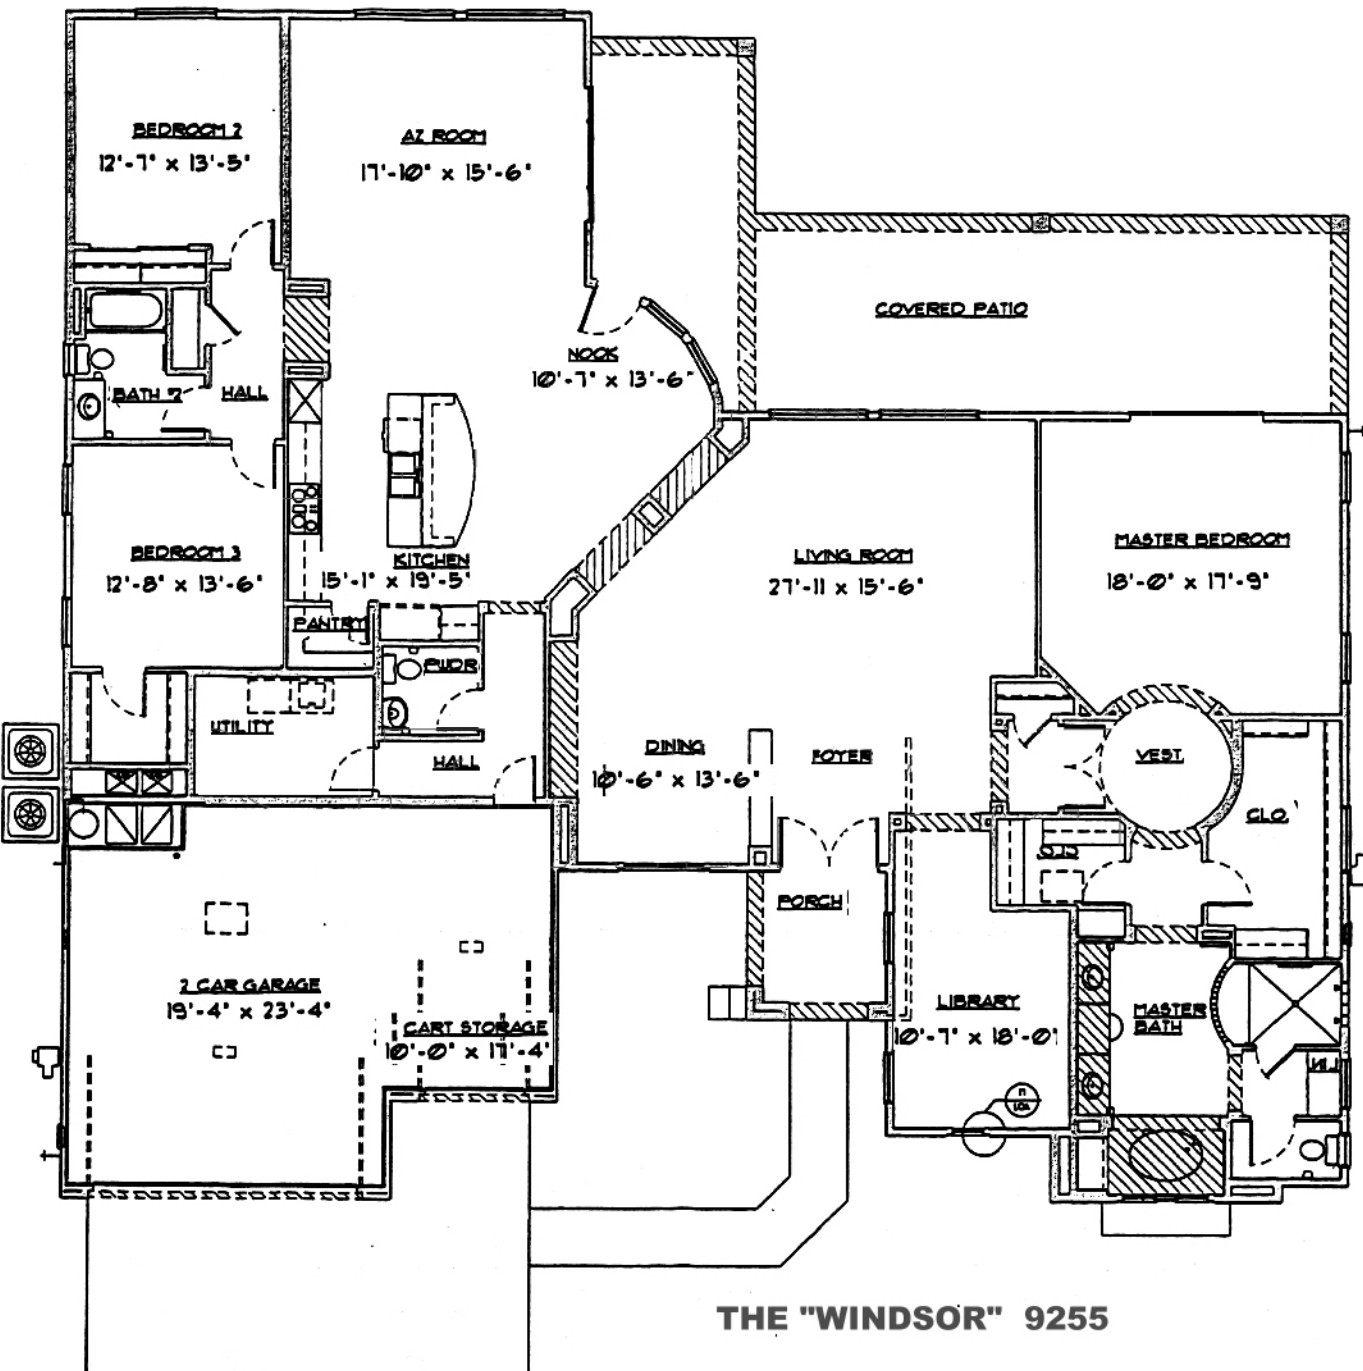 BEDROOM 2
12'-7" x 13'-5"
AZ ROOM
17'-10" x 15'-6"
COVERED PATIO
NOOK
10'-7" x 13'-6"
BATH 2
HALL
BEDROOM 3
12'-8" x 13'-6"
KITCHEN
15'-1" x 19'-5"
LIVING ROOM
27'-11 x 15'-6"
MASTER BEDROOM
18'-0" x 17'-9"
PANTRY
PWDR
UTILITY
HALL
DINING
10'-6" x 13'-6"
FOYER
VEST.
CLO.
CLO
PORCH
2 CAR GARAGE
19'-4" x 23'-4"
CART STORAGE
10'-0" x 17'-4"
LIBRARY
10'-7" x 18'-0"
MASTER
BATH
LIN
THE "WINDSOR" 9255